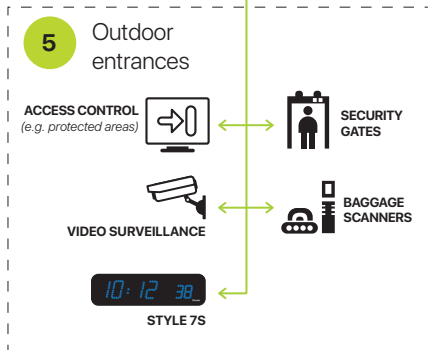 5
Outdoor
entrances
ACCESS CONTROL
(e.g. protected areas)
SECURITY
GATES
VIDEO SURVEILLANCE
BAGGAGE
SCANNERS
10:12 38
STYLE 7S